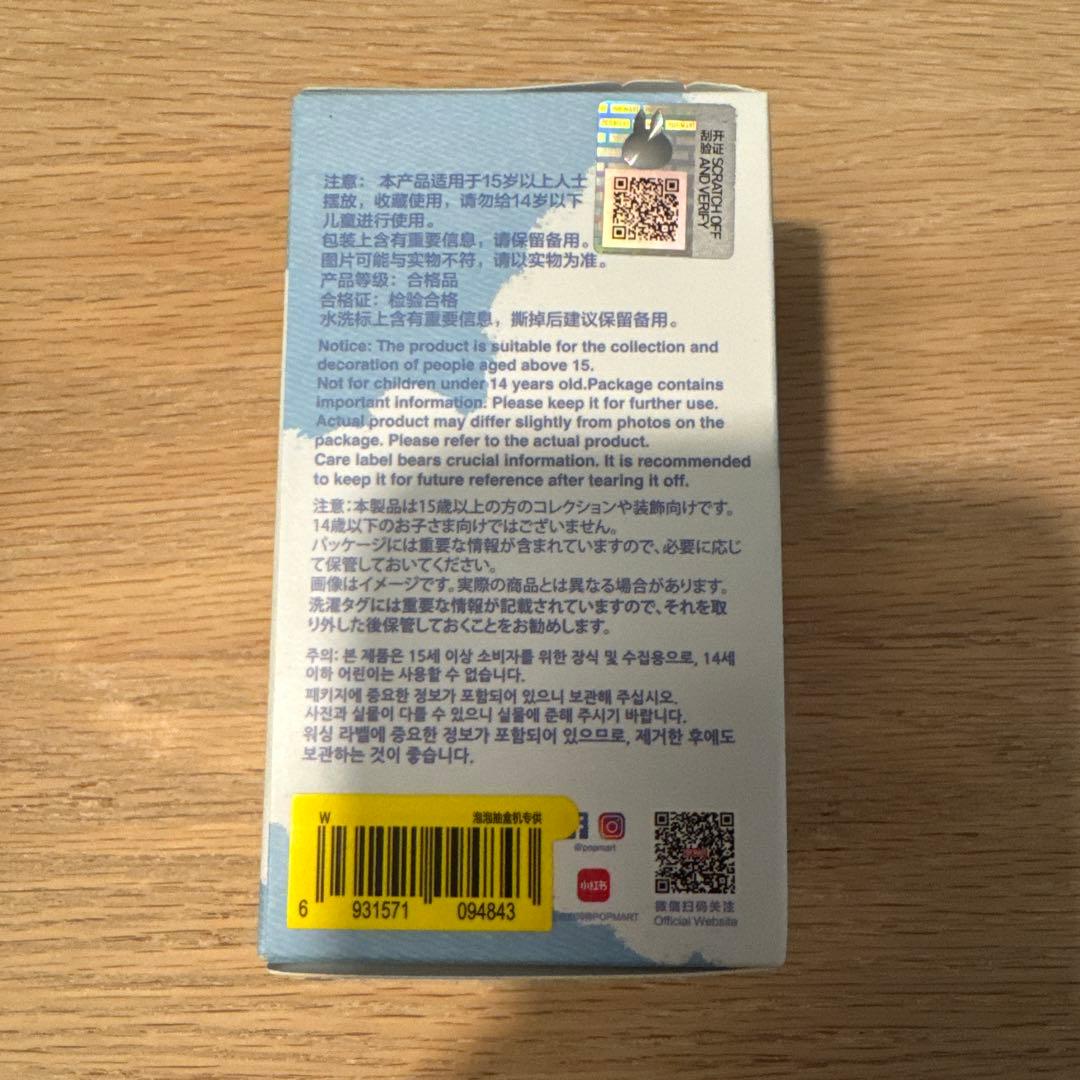 开证 SCRATCH OFF
刮验 AND VERIFY
注意： 本产品适用于15岁以上人士
摆放，收藏使用，请勿给14岁以下
儿童进行使用。
包装上含有重要信息，请保留备用。
图片可能与实物不符，请以实物为准。
产品等级：合格品
合格证：检验合格
水洗标上含有重要信息，撕掉后建议保留备用。
Notice: The product is suitable for the collection and
decoration of people aged above 15.
Not for children under 14 years old.Package contains
important information. Please keep it for further use.
Actual product may differ slightly from photos on the
package. Please refer to the actual product.
Care label bears crucial information. It is recommended
to keep it for future reference after tearing it off.
注意:本製品は15歳以上の方のコレクションや装飾向けです。
14歳以下のお子さま向けではございません。
パッケージには重要な情報が含まれていますので、必要に応じ
て保管しておいてください。
画像はイメージです。実際の商品とは異なる場合があります。
洗濯タグには重要な情報が記載されていますので、それを取
り外した後保管しておくことをお勧めします。
주의: 본 제품은 15세 이상 소비자를 위한 장식 및 수집용으로, 14세
이하 어린이는 사용할 수 없습니다.
패키지에 중요한 정보가 포함되어 있으니 보관해 주십시오.
사진과 실물이 다를 수 있으니 실물에 준해 주시기 바랍니다.
워싱 라벨에 중요한 정보가 포함되어 있으므로, 제거한 후에도
보관하는 것이 좋습니다.
W 泡泡抽盒机专供
6 931571 094843
@popmart
小红书
@POPMART
微信扫码关注
Official Website